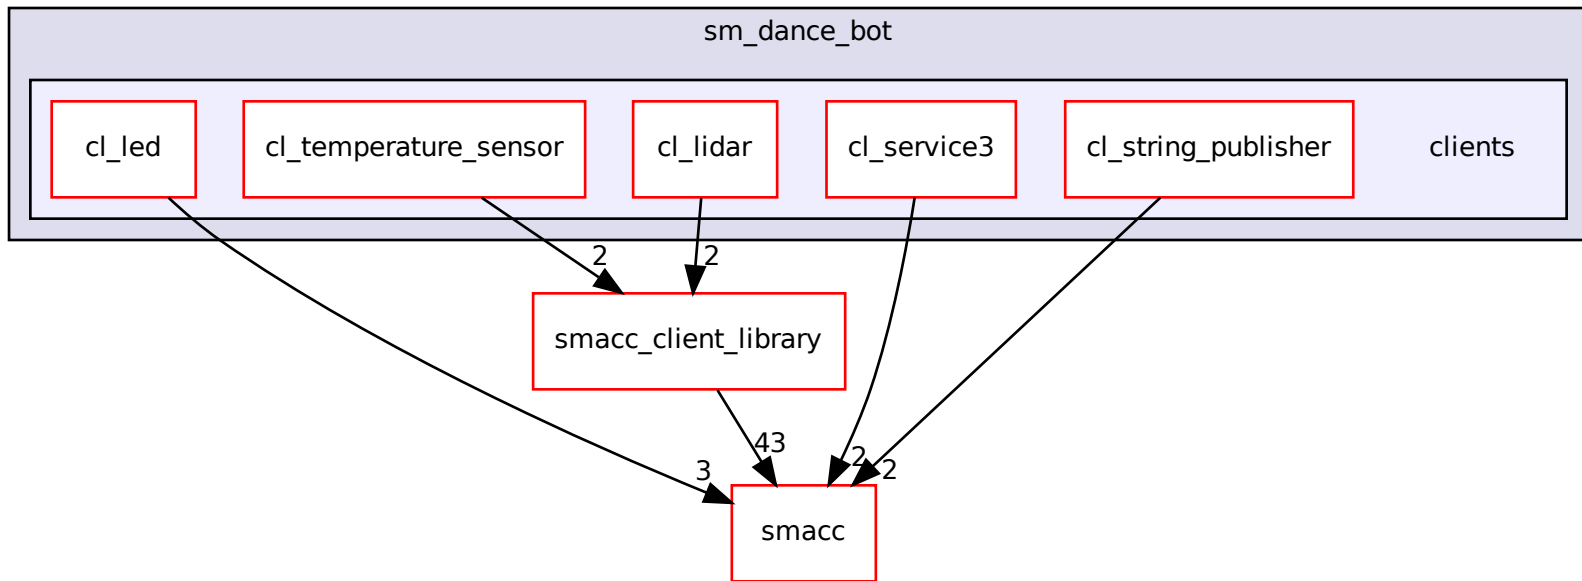 sm_dance_bot
cl_led
cl_temperature_sensor
cl_lidar
cl_service3
cl_string_publisher
clients
2
2
smacc_client_library
43
3
2
2
smacc